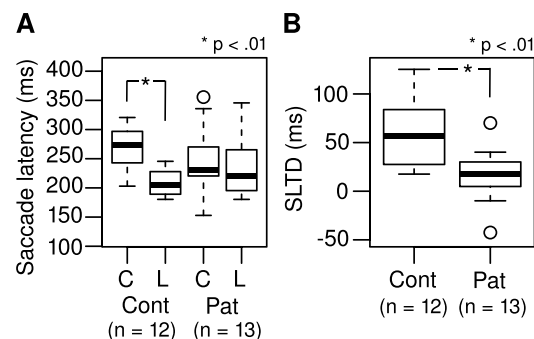 A
* p < .01
Saccade latency (ms)
400
350
300
250
200
150
100
*
C L C L
Cont Pat
(n = 12) (n = 13)
B
* p < .01
SLTD (ms)
100
50
0
-50
*
Cont Pat
(n = 12) (n = 13)